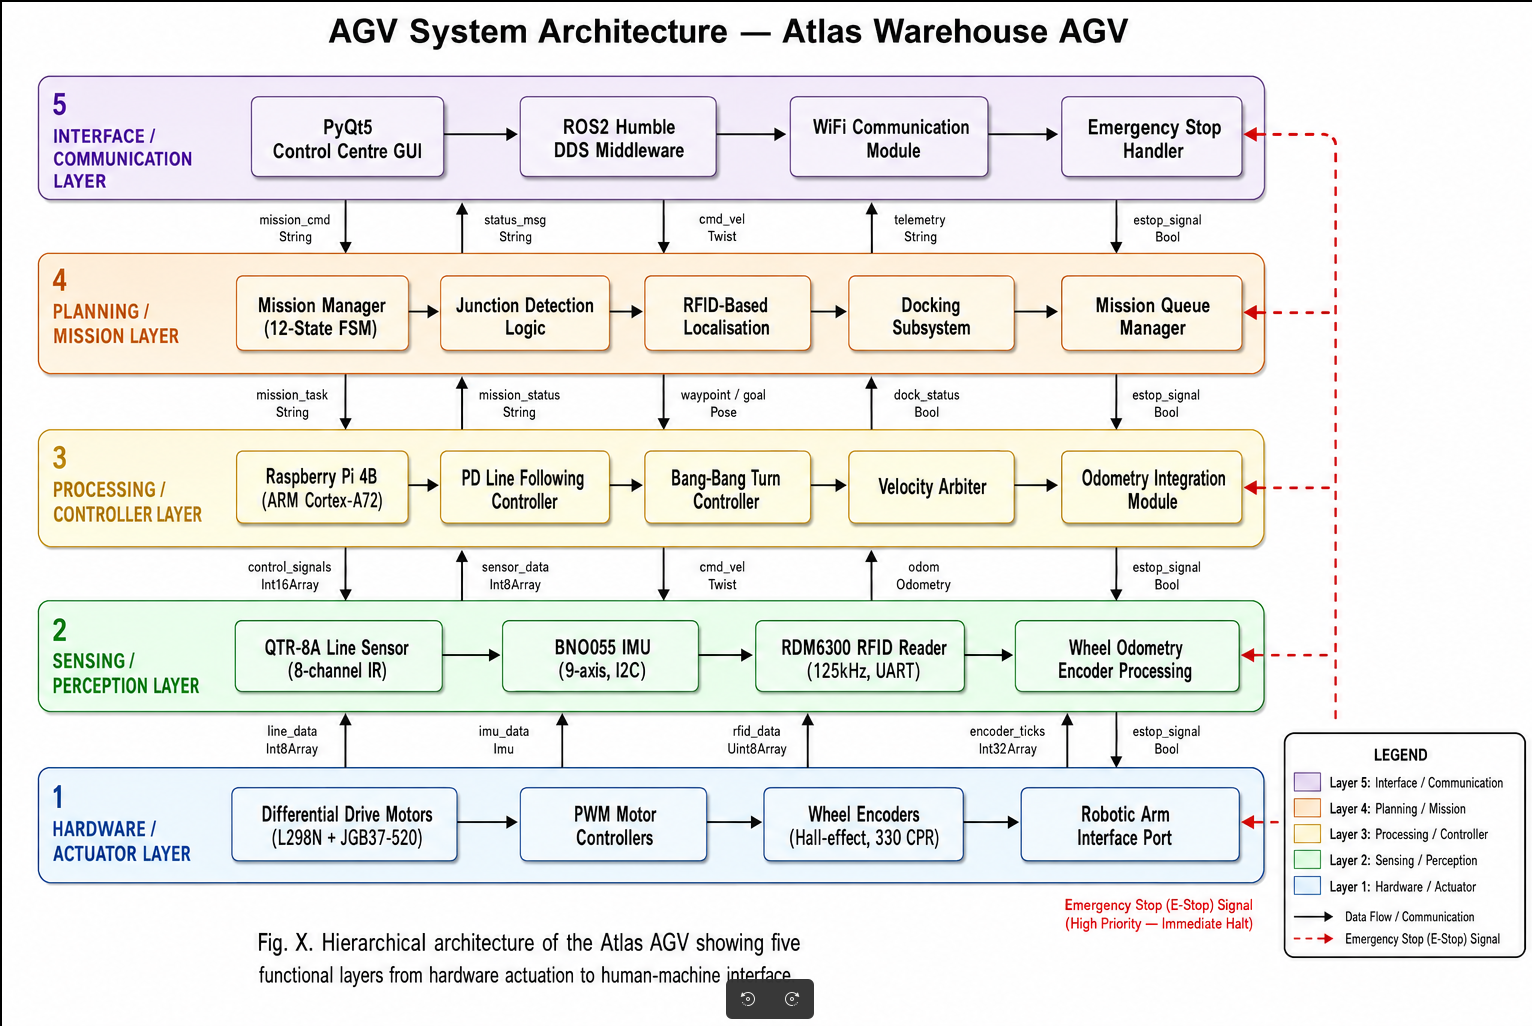 AGV System Architecture — Atlas Warehouse AGV
5
INTERFACE /
COMMUNICATION
LAYER
PyQt5
Control Centre GUI
ROS2 Humble
DDS Middleware
WiFi Communication
Module
Emergency Stop
Handler
mission_cmd
String
status_msg
String
cmd_vel
Twist
telemetry
String
estop_signal
Bool
4
PLANNING /
MISSION LAYER
Mission Manager
(12-State FSM)
Junction Detection
Logic
RFID-Based
Localisation
Docking
Subsystem
Mission Queue
Manager
mission_task
String
mission_status
String
waypoint / goal
Pose
dock_status
Bool
estop_signal
Bool
3
PROCESSING /
CONTROLLER LAYER
Raspberry Pi 4B
(ARM Cortex-A72)
PD Line Following
Controller
Bang-Bang Turn
Controller
Velocity Arbiter
Odometry Integration
Module
control_signals
Int16Array
sensor_data
Int8Array
cmd_vel
Twist
odom
Odometry
estop_signal
Bool
2
SENSING /
PERCEPTION LAYER
QTR-8A Line Sensor
(8-channel IR)
BNO055 IMU
(9-axis, I2C)
RDM6300 RFID Reader
(125kHz, UART)
Wheel Odometry
Encoder Processing
line_data
Int8Array
imu_data
Imu
rfid_data
Uint8Array
encoder_ticks
Int32Array
estop_signal
Bool
1
HARDWARE /
ACTUATOR LAYER
Differential Drive Motors
(L298N + JGB37-520)
PWM Motor
Controllers
Wheel Encoders
(Hall-effect, 330 CPR)
Robotic Arm
Interface Port
LEGEND
Layer 5: Interface / Communication
Layer 4: Planning / Mission
Layer 3: Processing / Controller
Layer 2: Sensing / Perception
Layer 1: Hardware / Actuator
Data Flow / Communication
Emergency Stop (E-Stop) Signal
Emergency Stop (E-Stop) Signal
(High Priority — Immediate Halt)
Fig. X. Hierarchical architecture of the Atlas AGV showing five
functional layers from hardware actuation to human-machine interface.